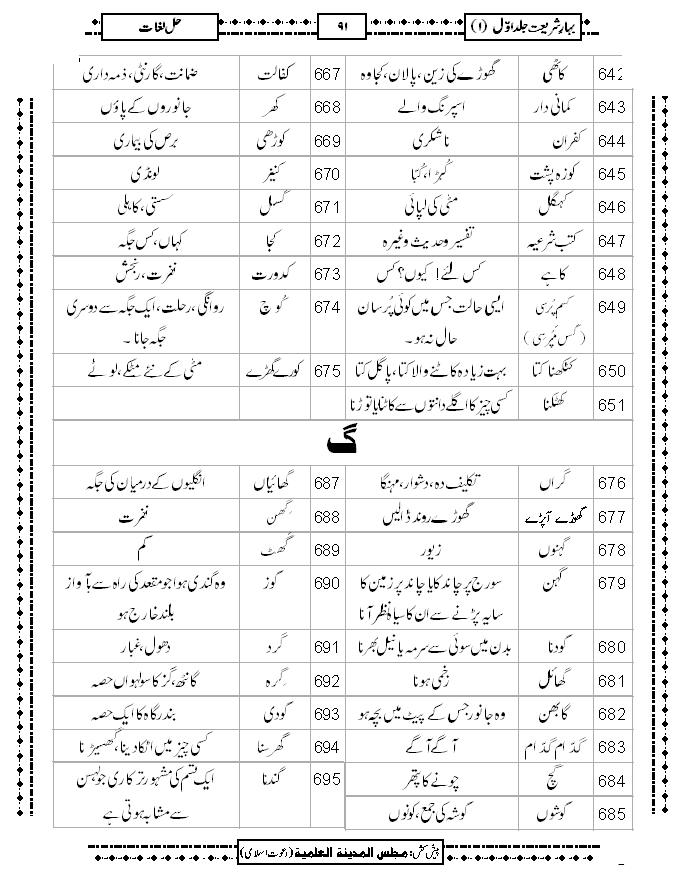 بہارِ شریعت جلد اوّل (۱) ۹۱ حل لغات
642 کاٹھی گھوڑے کی زین، پالان، کجاوہ 667 کفالت ضمانت، گارنٹی، ذمہ داری
643 کمانی دار اسپرنگ والے 668 کھر جانوروں کے پاؤں
644 کفران ناشکری 669 کوڑھی برص کی بیماری
645 کوزہ پشت کُبڑا، کُبّا 670 کنیز لونڈی
646 کہگل مٹی کی لپائی 671 کسل سستی، کاہلی
647 کتب شرعیہ تفسیر و حدیث وغیرہ 672 کجا کہاں، کس جگہ
648 کاہے کس لئے! کیوں؟ کس 673 کدورت نفرت، رنجش
649 کسم پُرسی ایسی حالت جس میں کوئی پُرسان 674 کُوچ روانگی، رحلت، ایک جگہ سے دوسری
(کس مَپُرسی) حال نہ ہو۔ جگہ جانا۔
650 کٹکھنا کتا بہت زیادہ کاٹنے والا کتا، پاگل کتا 675 کورے گھڑے مٹی کے نئے مٹکے، لوٹے
651 کھٹکنا کسی چیز کا اگلے دانتوں سے کاٹنا یا توڑنا
گ
676 گراں تکلیف دہ، دشوار، مہنگا 687 گھائیاں انگلیوں کے درمیان کی جگہ
677 گھوڑے آپڑے گھوڑے روند ڈالیں 688 گھِن نفرت
678 گہنوں زیور 689 گھٹ کم
679 گہن سورج پر چاند کا یا چاند پر زمین کا 690 گوز وہ گندی ہوا جو مقعد کی راہ سے بآواز
سایہ پڑنے سے ان کا سیاہ نظر آنا بلند خارج ہو
680 گودنا بدن میں سوئی سے سرمہ یا نیل بھرنا 691 گرد دھول، غبار
681 گھائل زخمی ہونا 692 گرہ گانٹھ، گز کا سولہواں حصہ
682 گابھن وہ جانور جس کے پیٹ میں بچہ ہو 693 گودی بندرگاہ کا ایک حصہ
683 گدّام گدّام آگے آگے 694 گھرسنا کسی چیز میں اٹکا دینا، گھسیڑنا
684 گچ چونے کا پتھر 695 گندنا ایک قسم کی مشہور ترکاری جو لہسن
685 گوشوں گوشہ کی جمع، کونوں سے مشابہ ہوتی ہے
پیش کش: مجلس المدینۃ العلمیۃ (دعوت اسلامی)